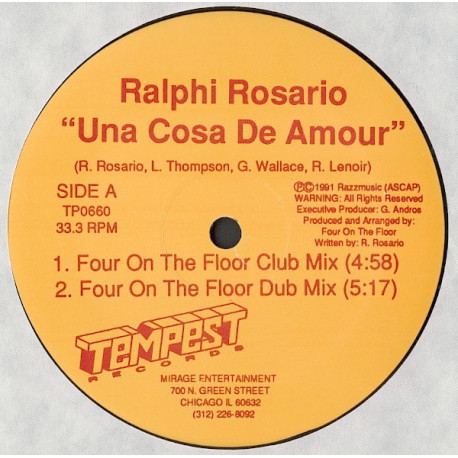 Ralphi Rosario
“Una Cosa De Amour”
(R. Rosario, L. Thompson, G. Wallace, R. Lenoir)
SIDE A
TP0660
33.3 RPM
Ⓟ©1991 Razzmusic (ASCAP)
WARNING: All Rights Reserved
Executive Producer: G. Andros
Produced and Arranged by:
Four On The Floor
Written by: R. Rosario
1. Four On The Floor Club Mix (4:58)
2. Four On The Floor Dub Mix (5:17)
TEMPEST
RECORDS
MIRAGE ENTERTAINMENT
700 N. GREEN STREET
CHICAGO IL 60632
(312) 226-8092